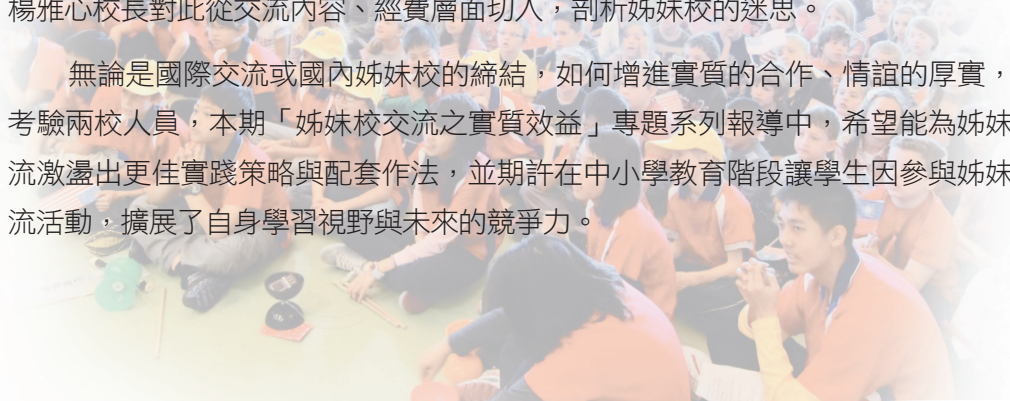 楊雅心校長對此從交流內容、經費層面切入，剖析姊妹校的迷思。
無論是國際交流或國內姊妹校的締結，如何增進實質的合作、情誼的厚實，
考驗兩校人員，本期「姊妹校交流之實質效益」專題系列報導中，希望能為姊妹
流激盪出更佳實踐策略與配套作法，並期許在中小學教育階段讓學生因參與姊妹
流活動，擴展了自身學習視野與未來的競爭力。